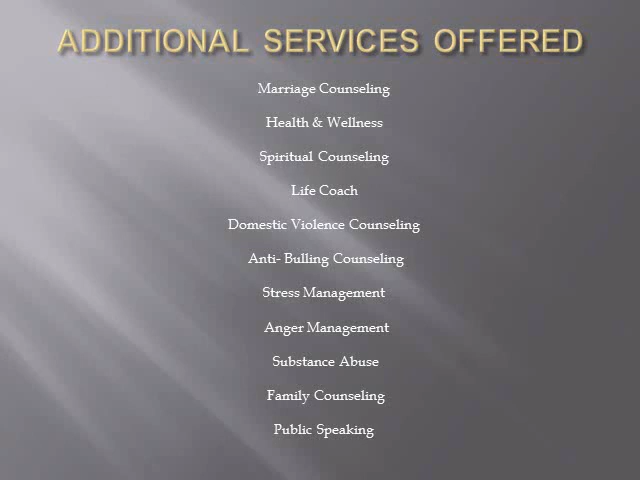 ADDITIONAL SERVICES OFFERED
Marriage Counseling
Health & Wellness
Spiritual Counseling
Life Coach
Domestic Violence Counseling
Anti- Bulling Counseling
Stress Management
Anger Management
Substance Abuse
Family Counseling
Public Speaking